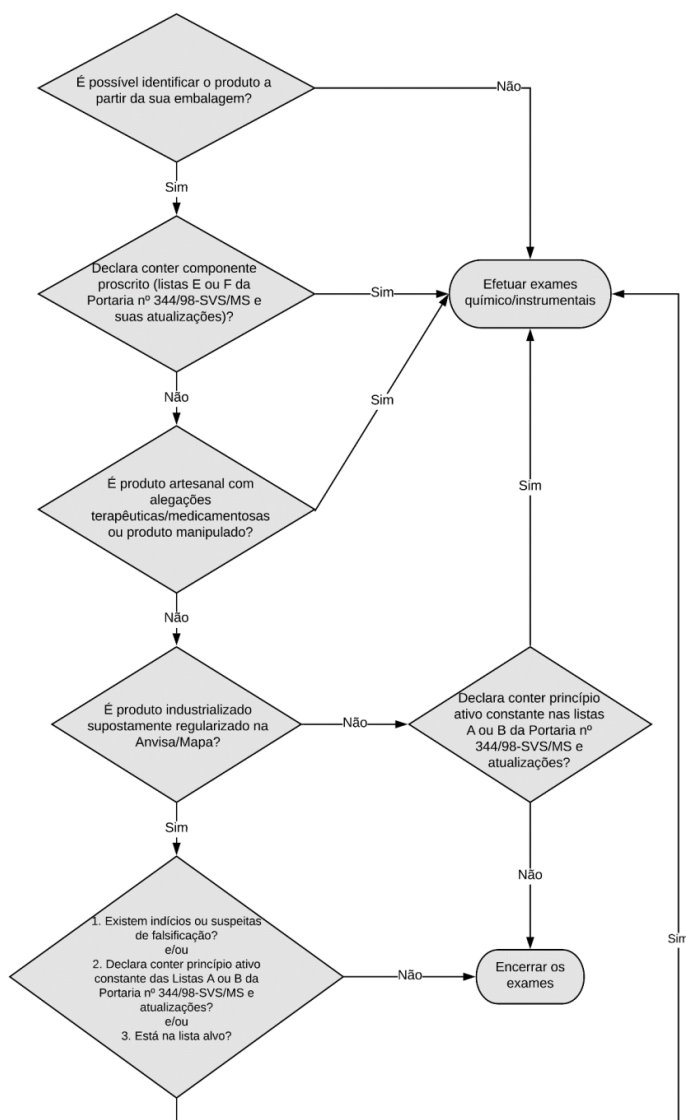 É possível identificar o produto a
partir da sua embalagem?
Não
Sim
Declara conter componente
proscrito (listas E ou F da
Portaria nº 344/98-SVS/MS e
suas atualizações)?
Sim
Efetuar exames
químico/instrumentais
Não
Sim
É produto artesanal com
alegações
terapêuticas/medicamentosas
ou produto manipulado?
Sim
Não
É produto industrializado
supostamente regularizado na
Anvisa/Mapa?
Não
Declara conter princípio
ativo constante nas listas
A ou B da Portaria nº
344/98-SVS/MS e
atualizações?
Sim
Não
1. Existem indícios ou suspeitas
de falsificação?
e/ou
2. Declara conter princípio ativo
constante das Listas A ou B da
Portaria nº 344/98-SVS/MS e
atualizações?
e/ou
3. Está na lista alvo?
Não
Encerrar os
exames
Sim